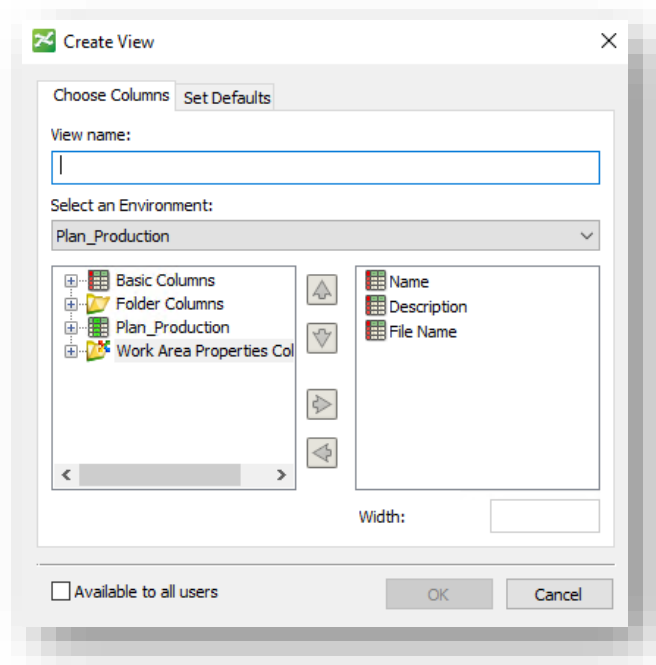 Create View
Choose Columns Set Defaults
View name:
Select an Environment:
Plan_Production
Basic Columns
Folder Columns
Plan_Production
Work Area Properties Col
Name
Description
File Name
Width:
Available to all users
OK
Cancel